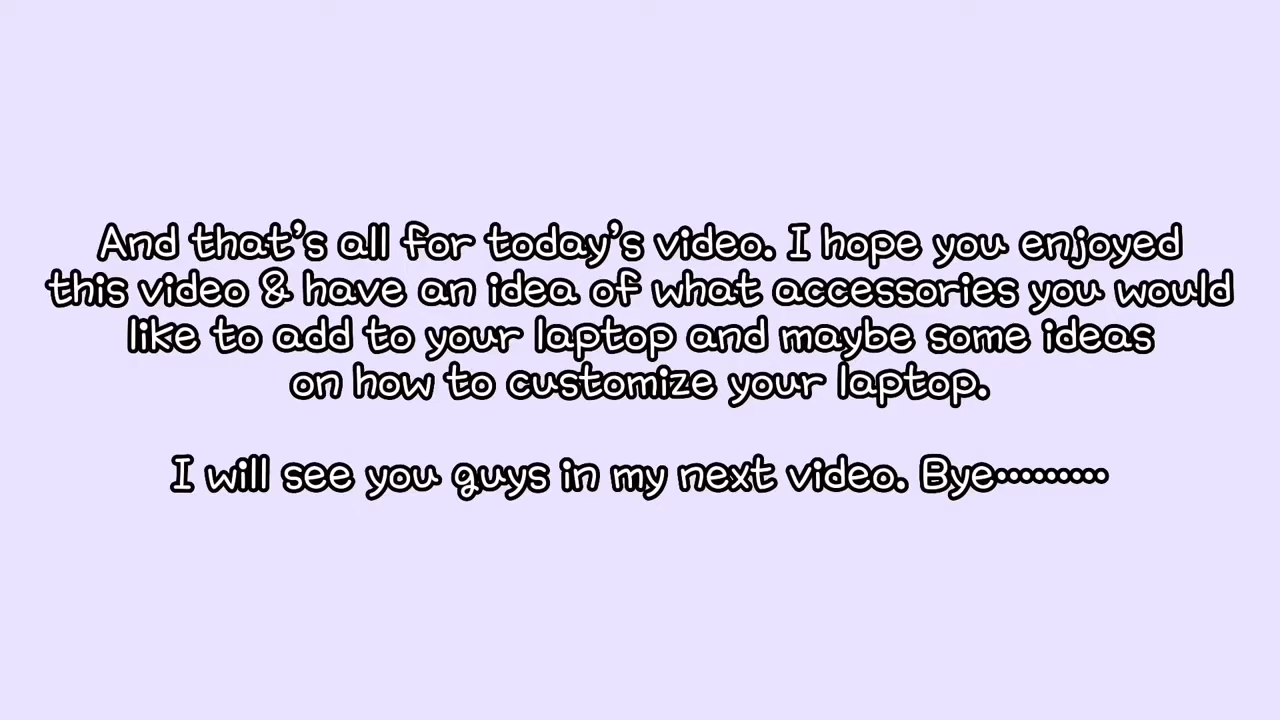 And that's all for today's video. I hope you enjoyed
this video & have an idea of what accessories you would
like to add to your laptop and maybe some ideas
on how to customize your laptop.
I will see you guys in my next video. Bye·········